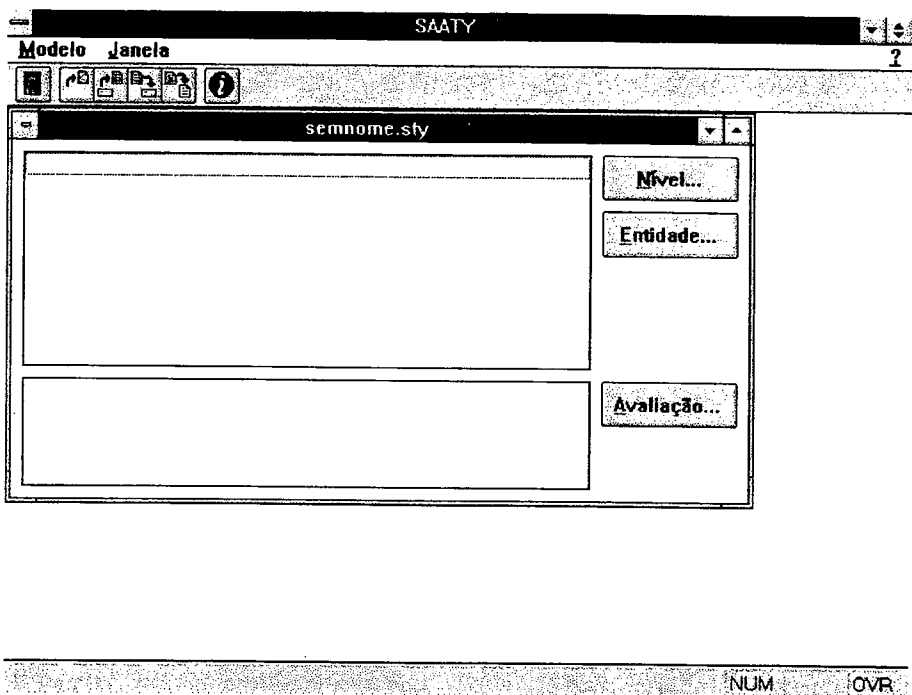 SAATY
Modelo Janela ?
semnome.sty
Nível...
Entidade...
Avaliação...
NUM OVR